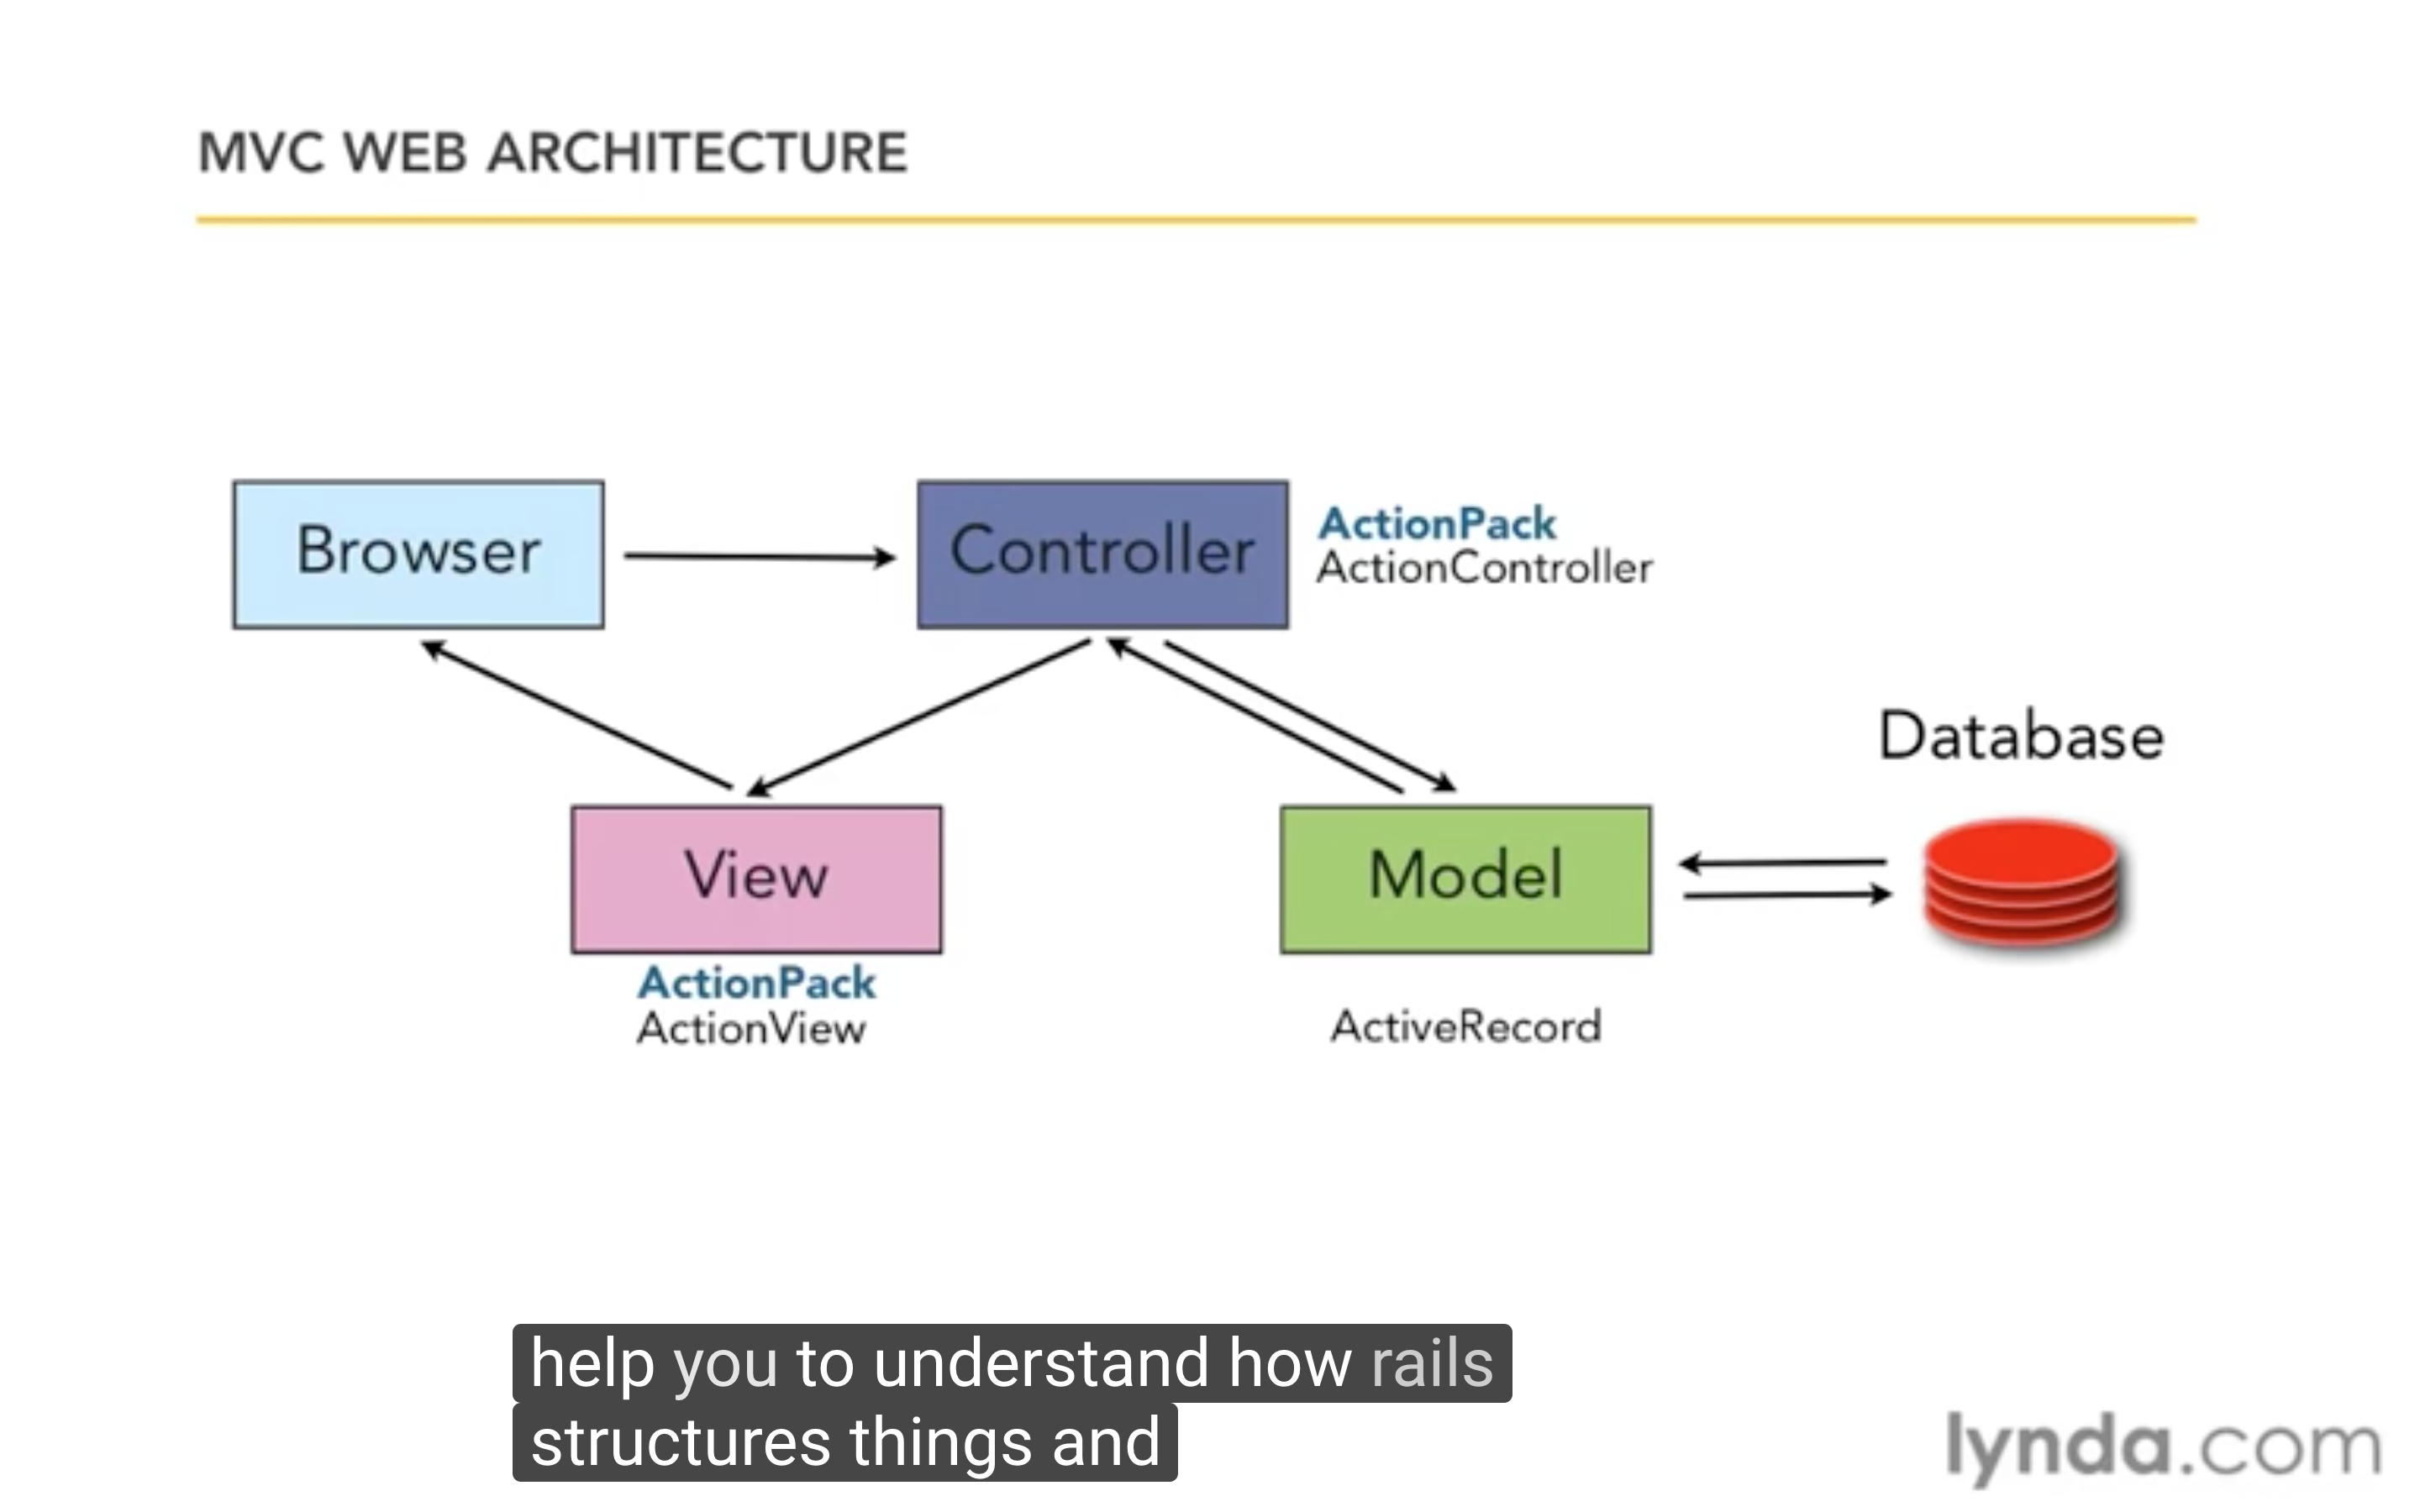 MVC WEB ARCHITECTURE
Browser
Controller
ActionPack
ActionController
Database
View
Model
ActionPack
ActionView
ActiveRecord
help you to understand how rails
structures things and
lynda.com